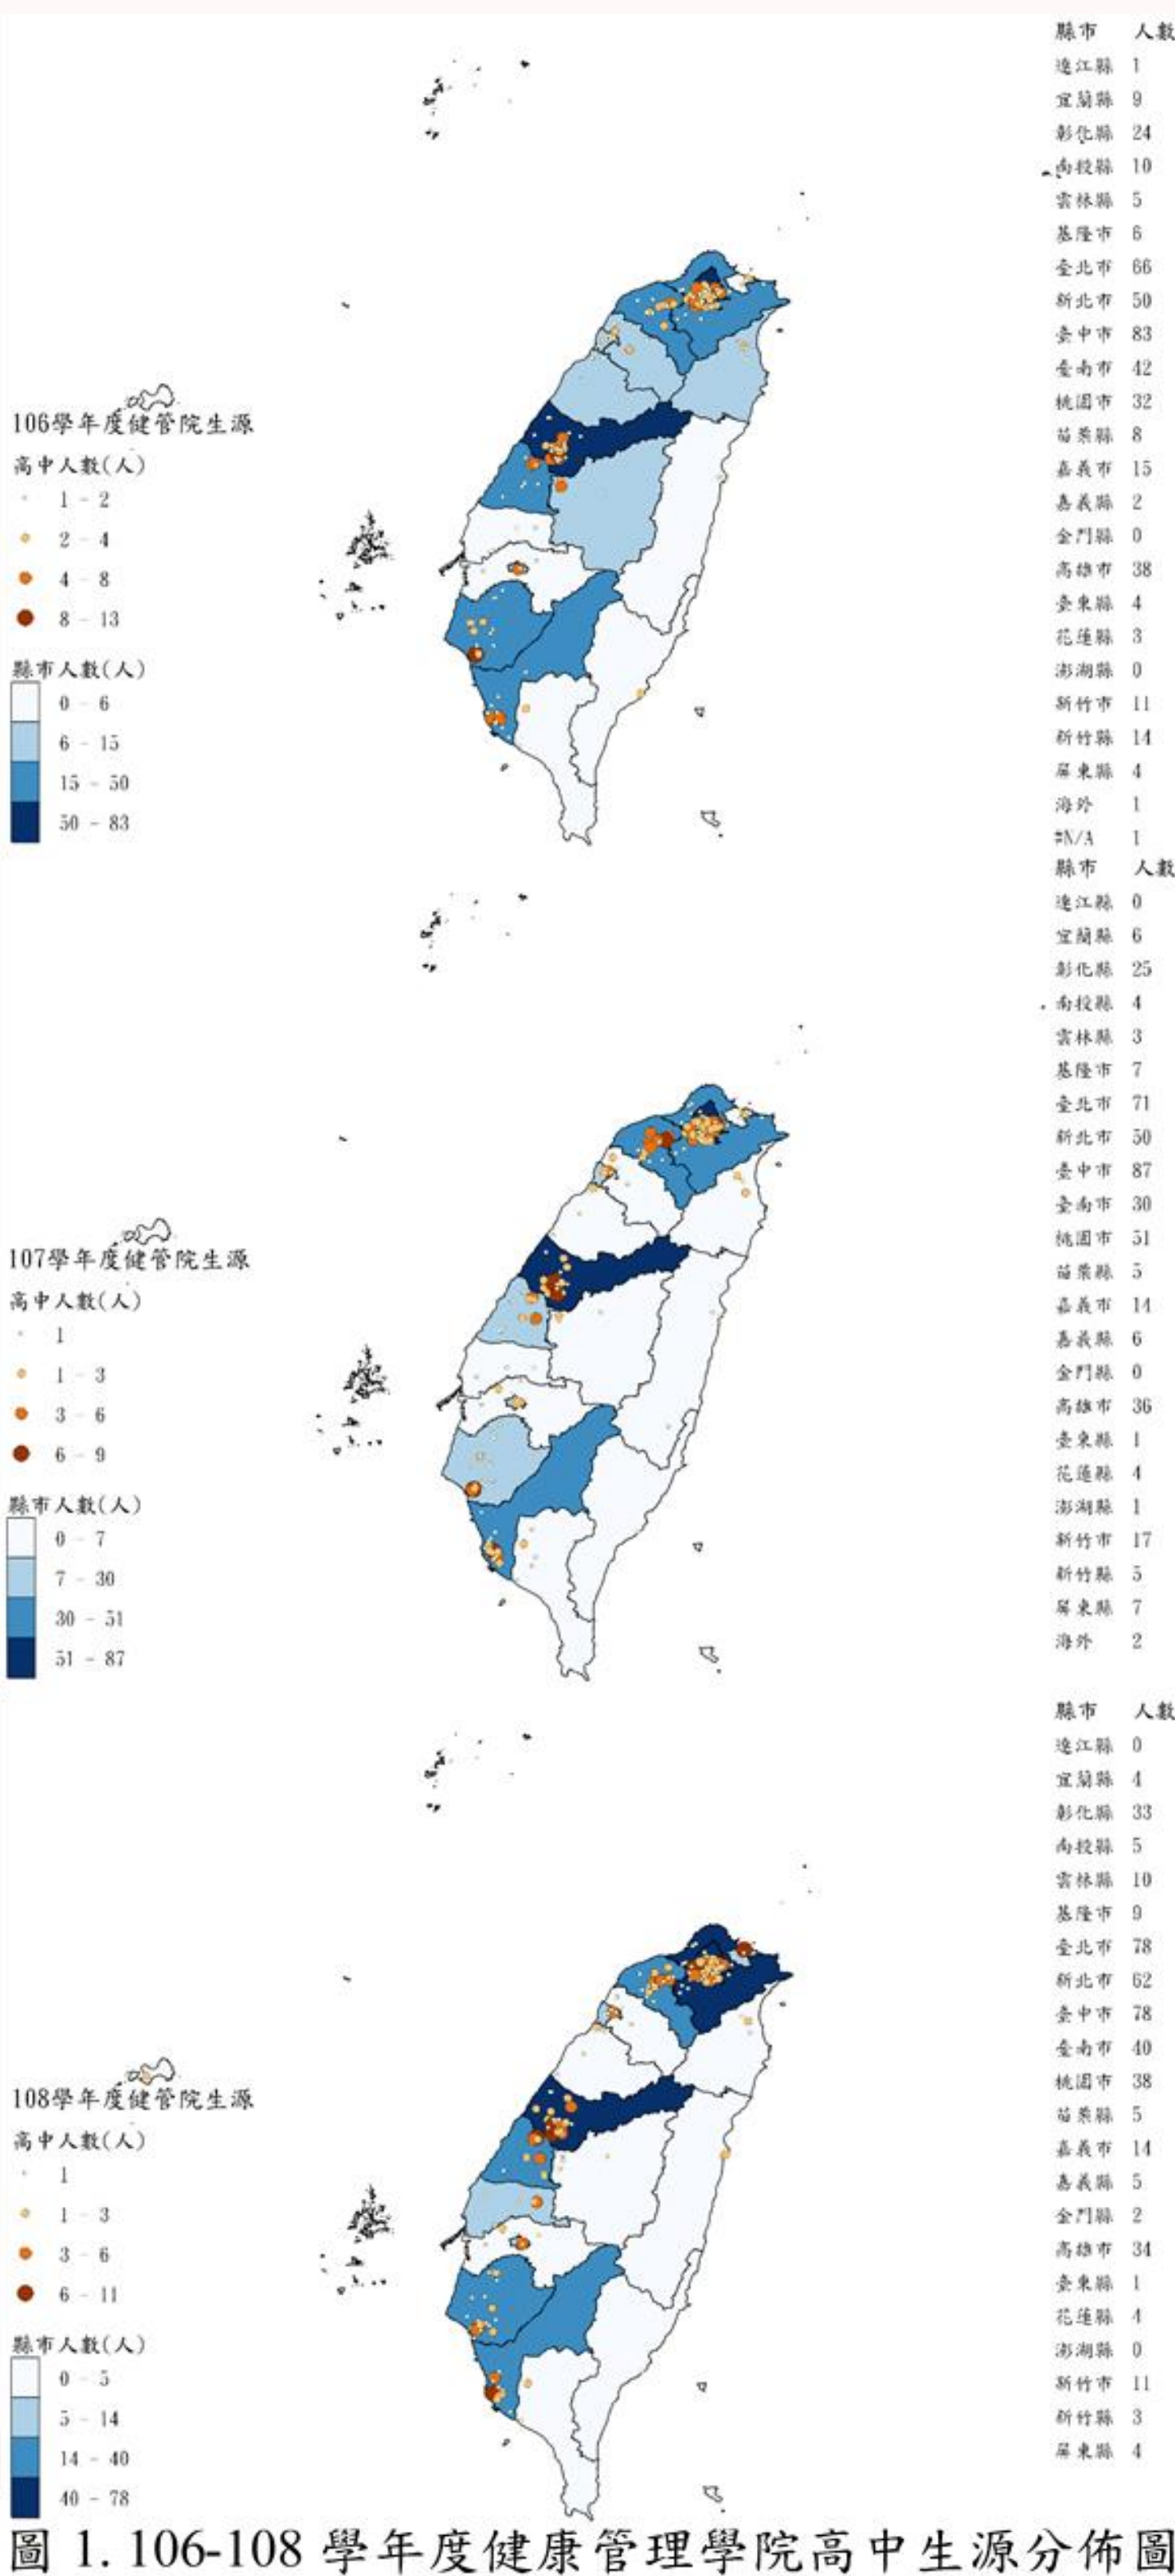 縣市 人數
連江縣 1
宜蘭縣 9
彰化縣 24
南投縣 10
雲林縣 5
基隆市 6
臺北市 66
新北市 50
臺中市 83
臺南市 42
桃園市 32
苗栗縣 8
嘉義市 15
嘉義縣 2
金門縣 0
高雄市 38
臺東縣 4
花蓮縣 3
澎湖縣 0
新竹市 11
新竹縣 14
屏東縣 4
海外 1
#N/A 1
106學年度健管院生源
高中人數(人)
1 - 2
2 - 4
4 - 8
8 - 13
縣市人數(人)
0 - 6
6 - 15
15 - 50
50 - 83
縣市 人數
連江縣 0
宜蘭縣 6
彰化縣 25
南投縣 4
雲林縣 3
基隆市 7
臺北市 71
新北市 50
臺中市 87
臺南市 30
桃園市 51
苗栗縣 5
嘉義市 14
嘉義縣 6
金門縣 0
高雄市 36
臺東縣 1
花蓮縣 4
澎湖縣 1
新竹市 17
新竹縣 5
屏東縣 7
海外 2
107學年度健管院生源
高中人數(人)
1
1 - 3
3 - 6
6 - 9
縣市人數(人)
0 - 7
7 - 30
30 - 51
51 - 87
縣市 人數
連江縣 0
宜蘭縣 4
彰化縣 33
南投縣 5
雲林縣 10
基隆市 9
臺北市 78
新北市 62
臺中市 78
臺南市 40
桃園市 38
苗栗縣 5
嘉義市 14
嘉義縣 5
金門縣 2
高雄市 34
臺東縣 1
花蓮縣 4
澎湖縣 0
新竹市 11
新竹縣 3
屏東縣 4
108學年度健管院生源
高中人數(人)
1
1 - 3
3 - 6
6 - 11
縣市人數(人)
0 - 5
5 - 14
14 - 40
40 - 78
圖 1. 106-108 學年度健康管理學院高中生源分佈圖